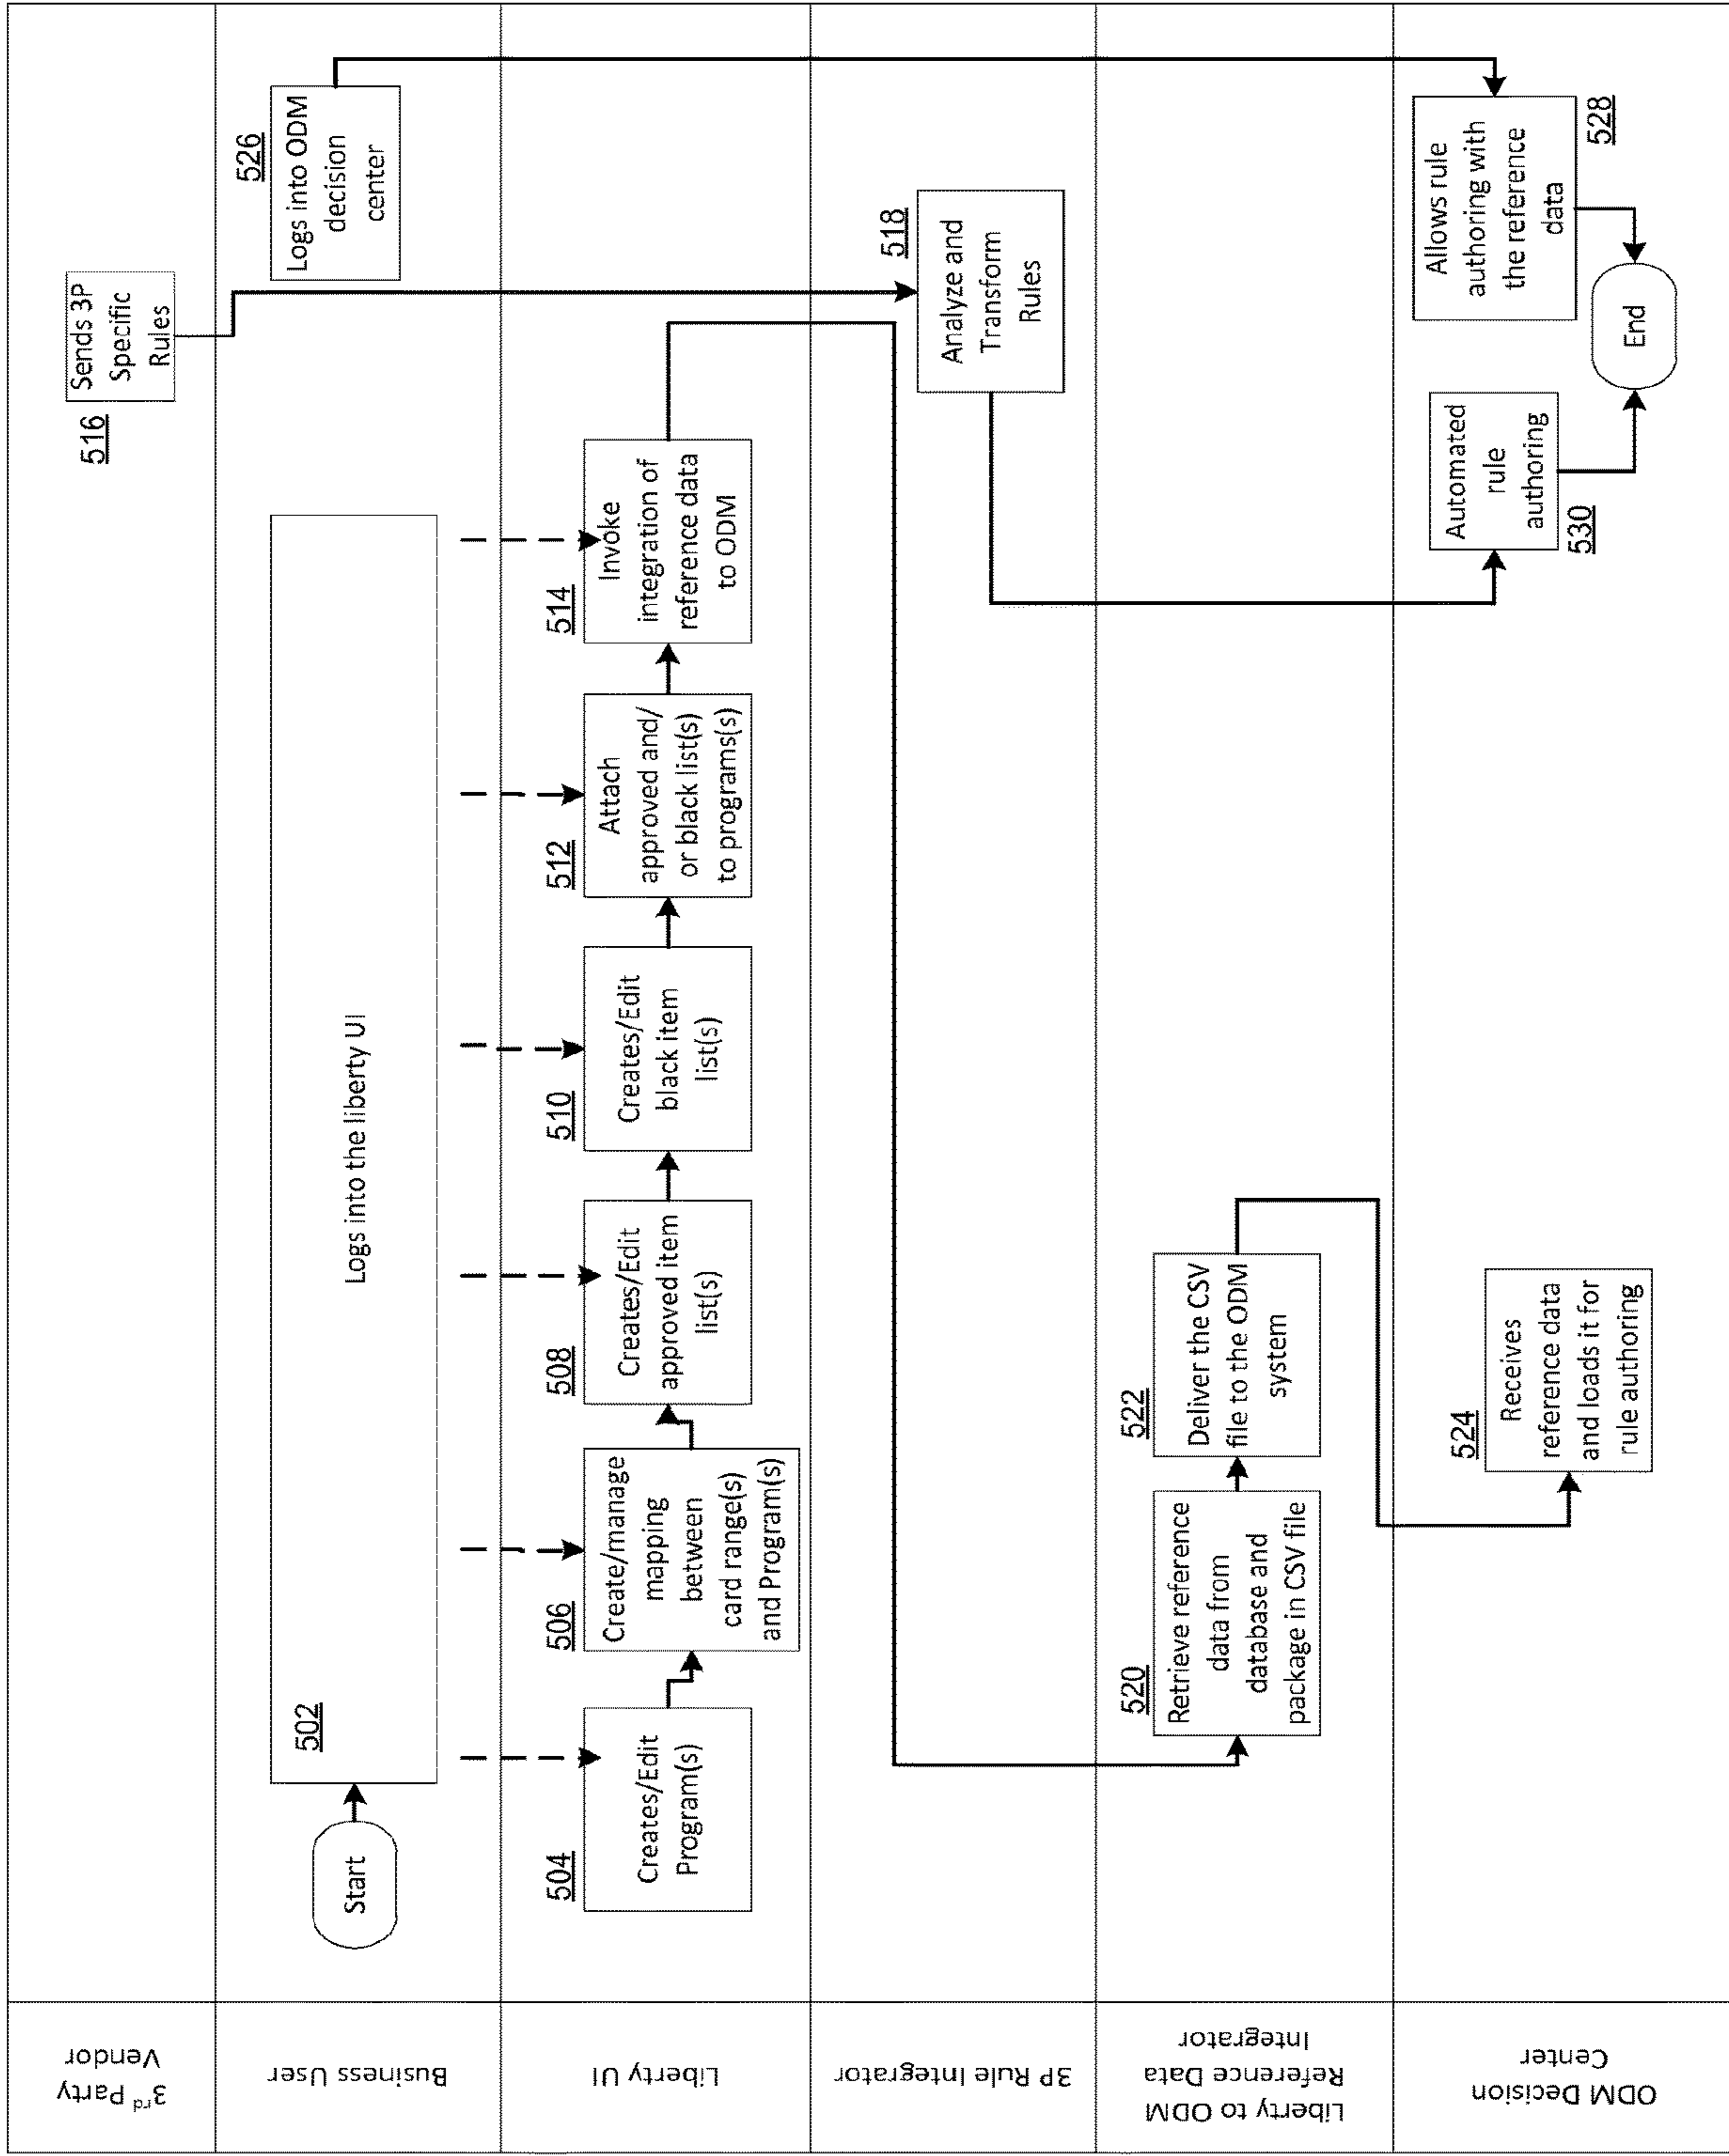 3rd Party
Vendor
516
Sends 3P
Specific
Rules
Business User
Start
502
Logs into the liberty UI
526
Logs into ODM
decision
center
Liberty UI
504
Creates/Edit
Program(s)
506
Create/manage
mapping
between
card range(s)
and Program(s)
508
Creates/Edit
approved item
list(s)
510
Creates/Edit
black item
list(s)
512
Attach
approved and/
or black list(s)
to programs(s)
514
Invoke
integration of
reference data
to ODM
3P Rule Integrator
518
Analyze and
Transform
Rules
Liberty to ODM
Reference Data
Integrator
520
Retrieve reference
data from
database and
package in CSV file
522
Deliver the CSV
file to the ODM
system
ODM Decision
Center
524
Receives
reference data
and loads it for
rule authoring
530
Automated
rule
authoring
528
Allows rule
authoring with
the reference
data
End